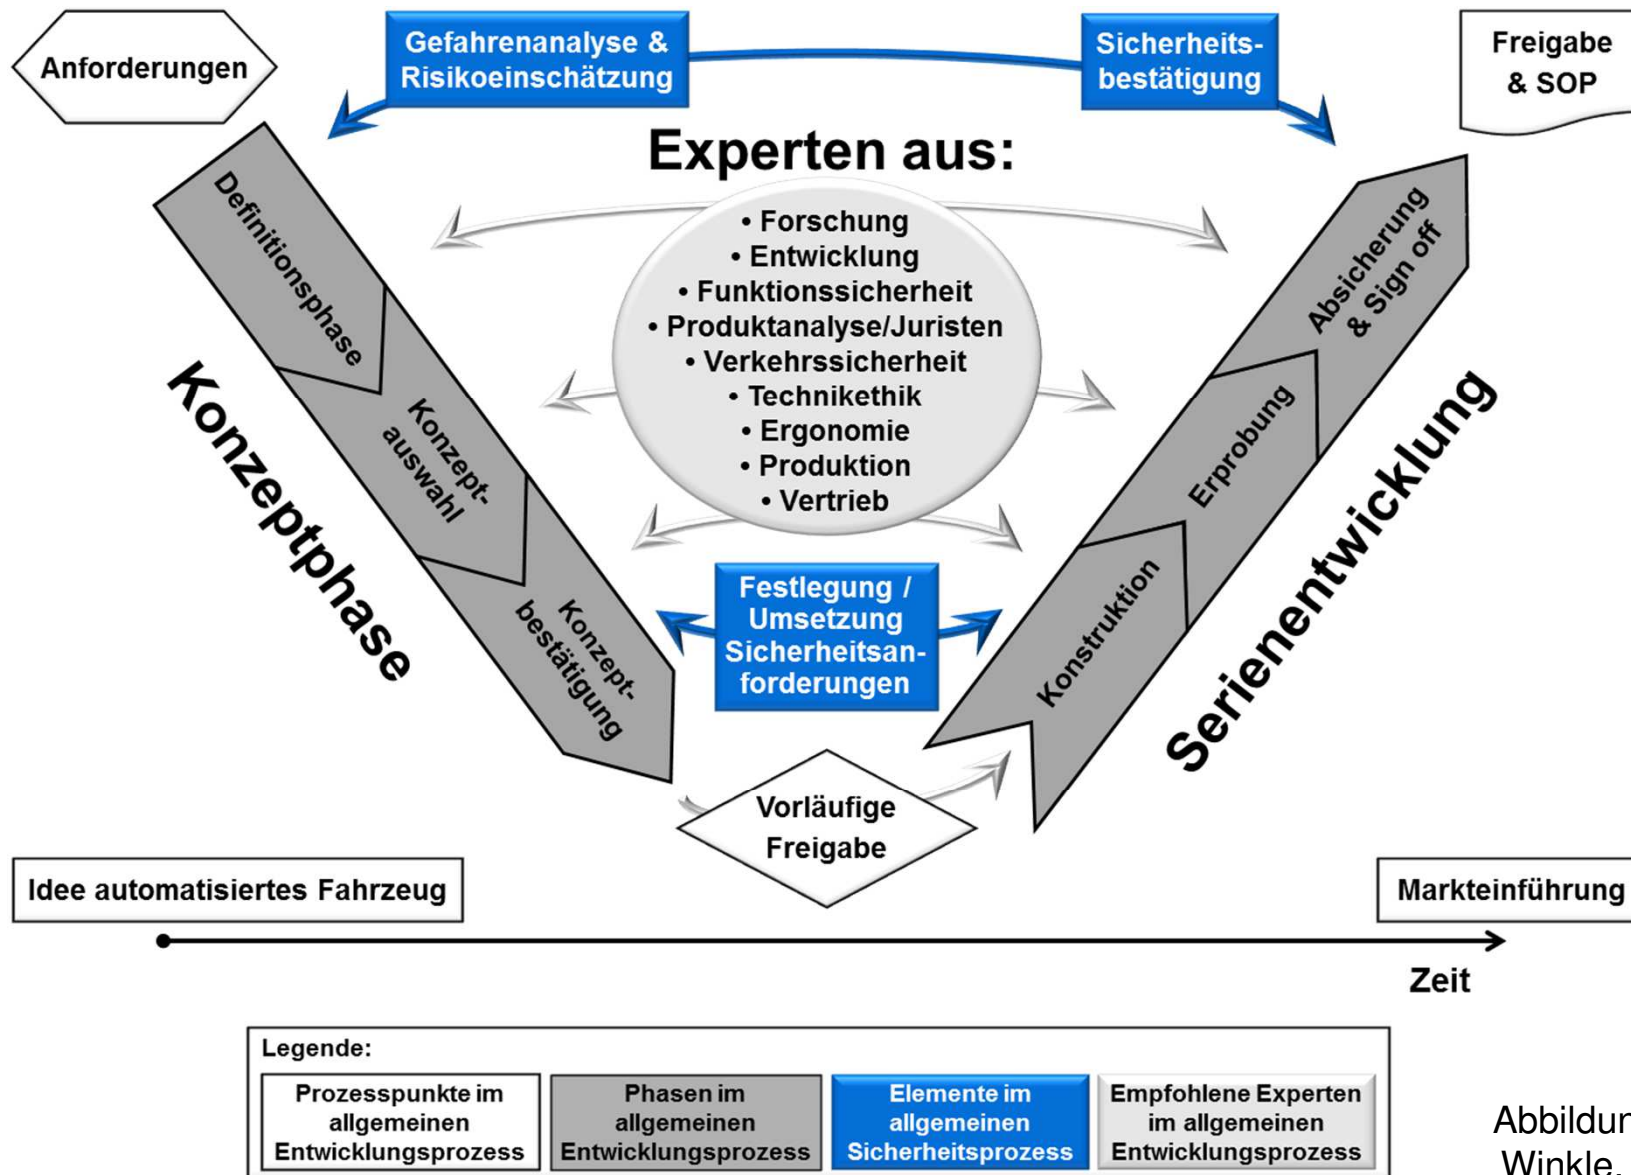 Anforderungen
Gefahrenanalyse &
Risikoeinschätzung
Sicherheits-
bestätigung
Freigabe
& SOP
Experten aus:
• Forschung
• Entwicklung
• Funktionssicherheit
• Produktanalyse/Juristen
• Verkehrssicherheit
• Technikethik
• Ergonomie
• Produktion
• Vertrieb
Definitionsphase
Konzept-
auswahl
Konzept-
bestätigung
Konzeptphase
Festlegung /
Umsetzung
Sicherheitsan-
forderungen
Vorläufige
Freigabe
Konstruktion
Erprobung
Absicherung
& Sign off
Serienentwicklung
Idee automatisiertes Fahrzeug
Markteinführung
Zeit
Legende:
Prozesspunkte im
allgemeinen
Entwicklungsprozess
Phasen im
allgemeinen
Entwicklungsprozess
Elemente im
allgemeinen
Sicherheitsprozess
Empfohlene Experten
im allgemeinen
Entwicklungsprozess
Winkle,